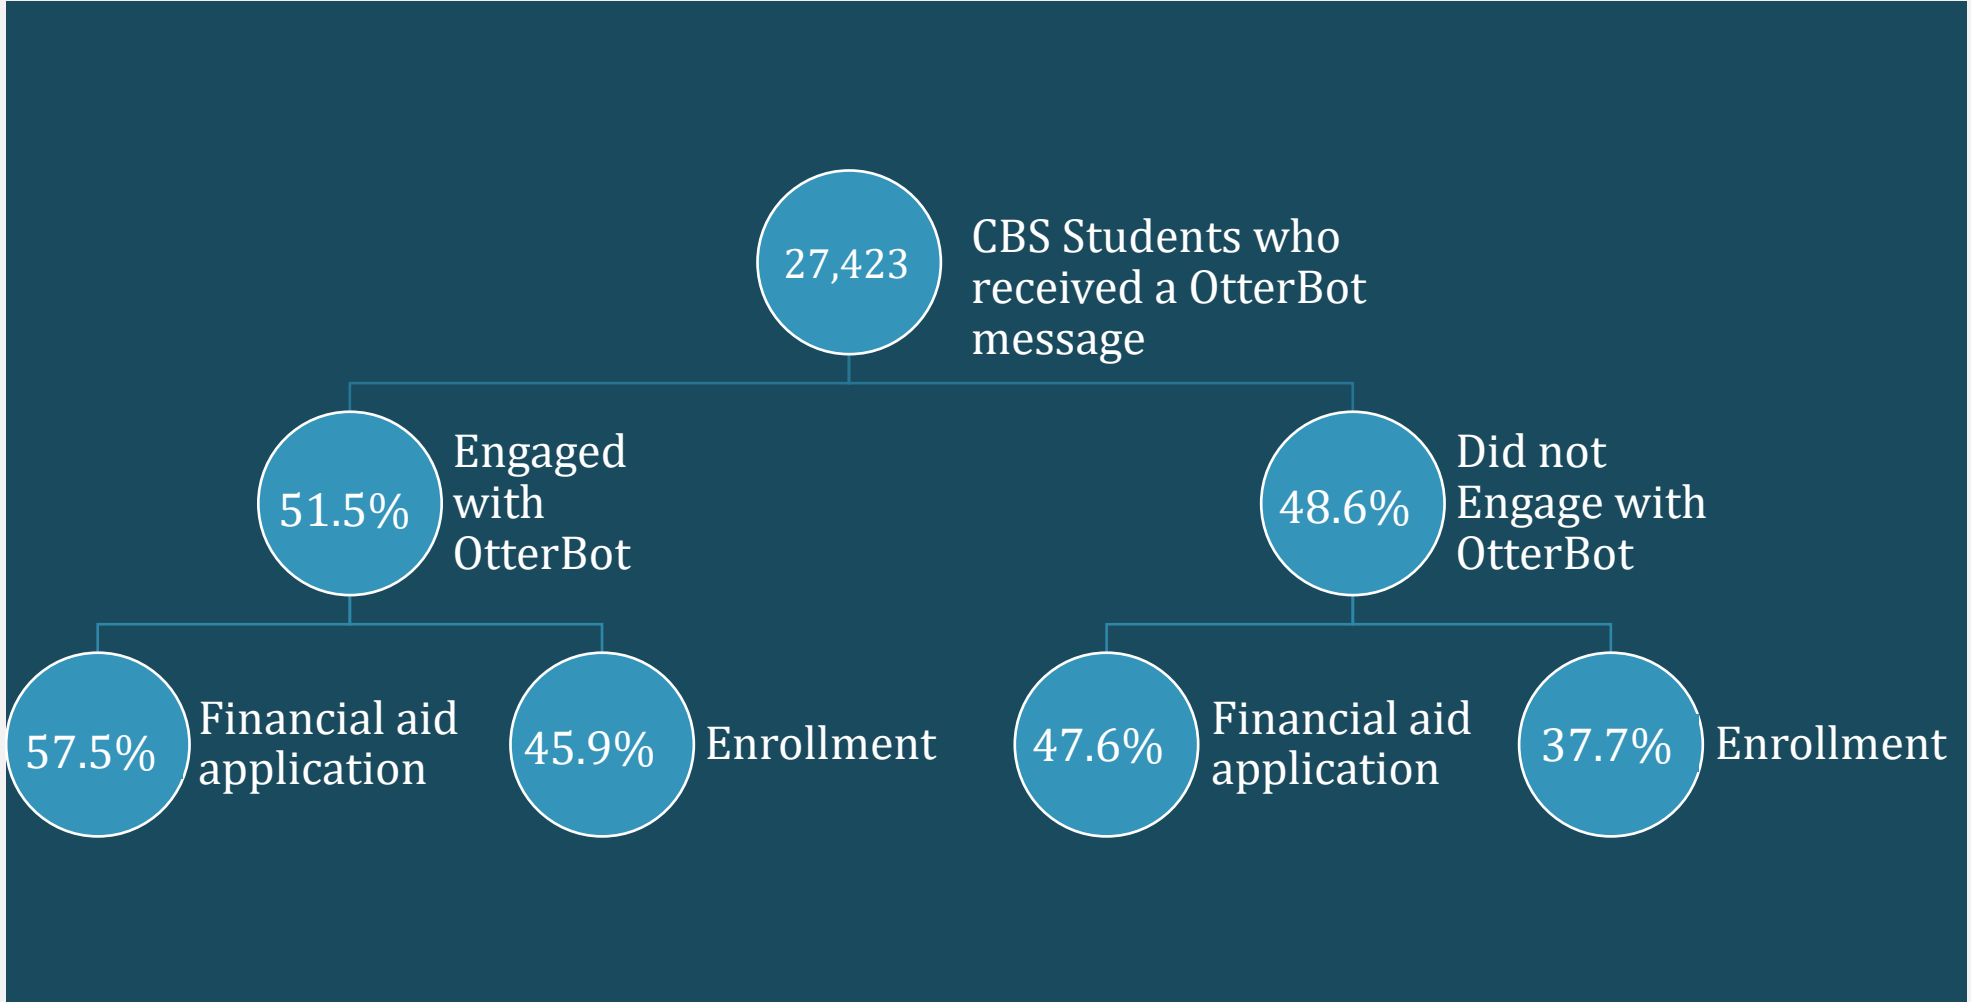 27,423
CBS Students who
received a OtterBot
message
51.5%
Engaged
with
OtterBot
48.6%
Did not
Engage with
OtterBot
57.5%
Financial aid
application
45.9%
Enrollment
47.6%
Financial aid
application
37.7%
Enrollment